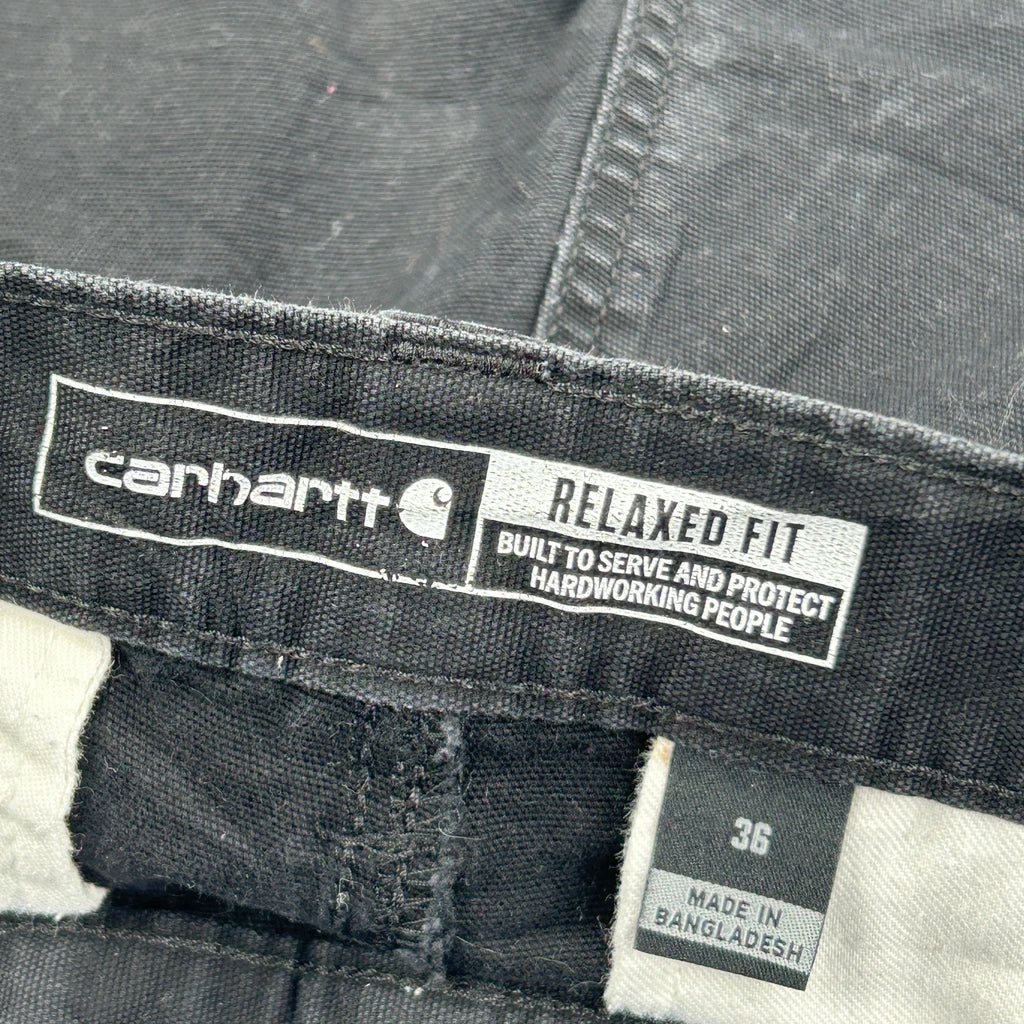 carhartt
RELAXED FIT
BUILT TO SERVE AND PROTECT
HARDWORKING PEOPLE
36
MADE IN
BANGLADESH